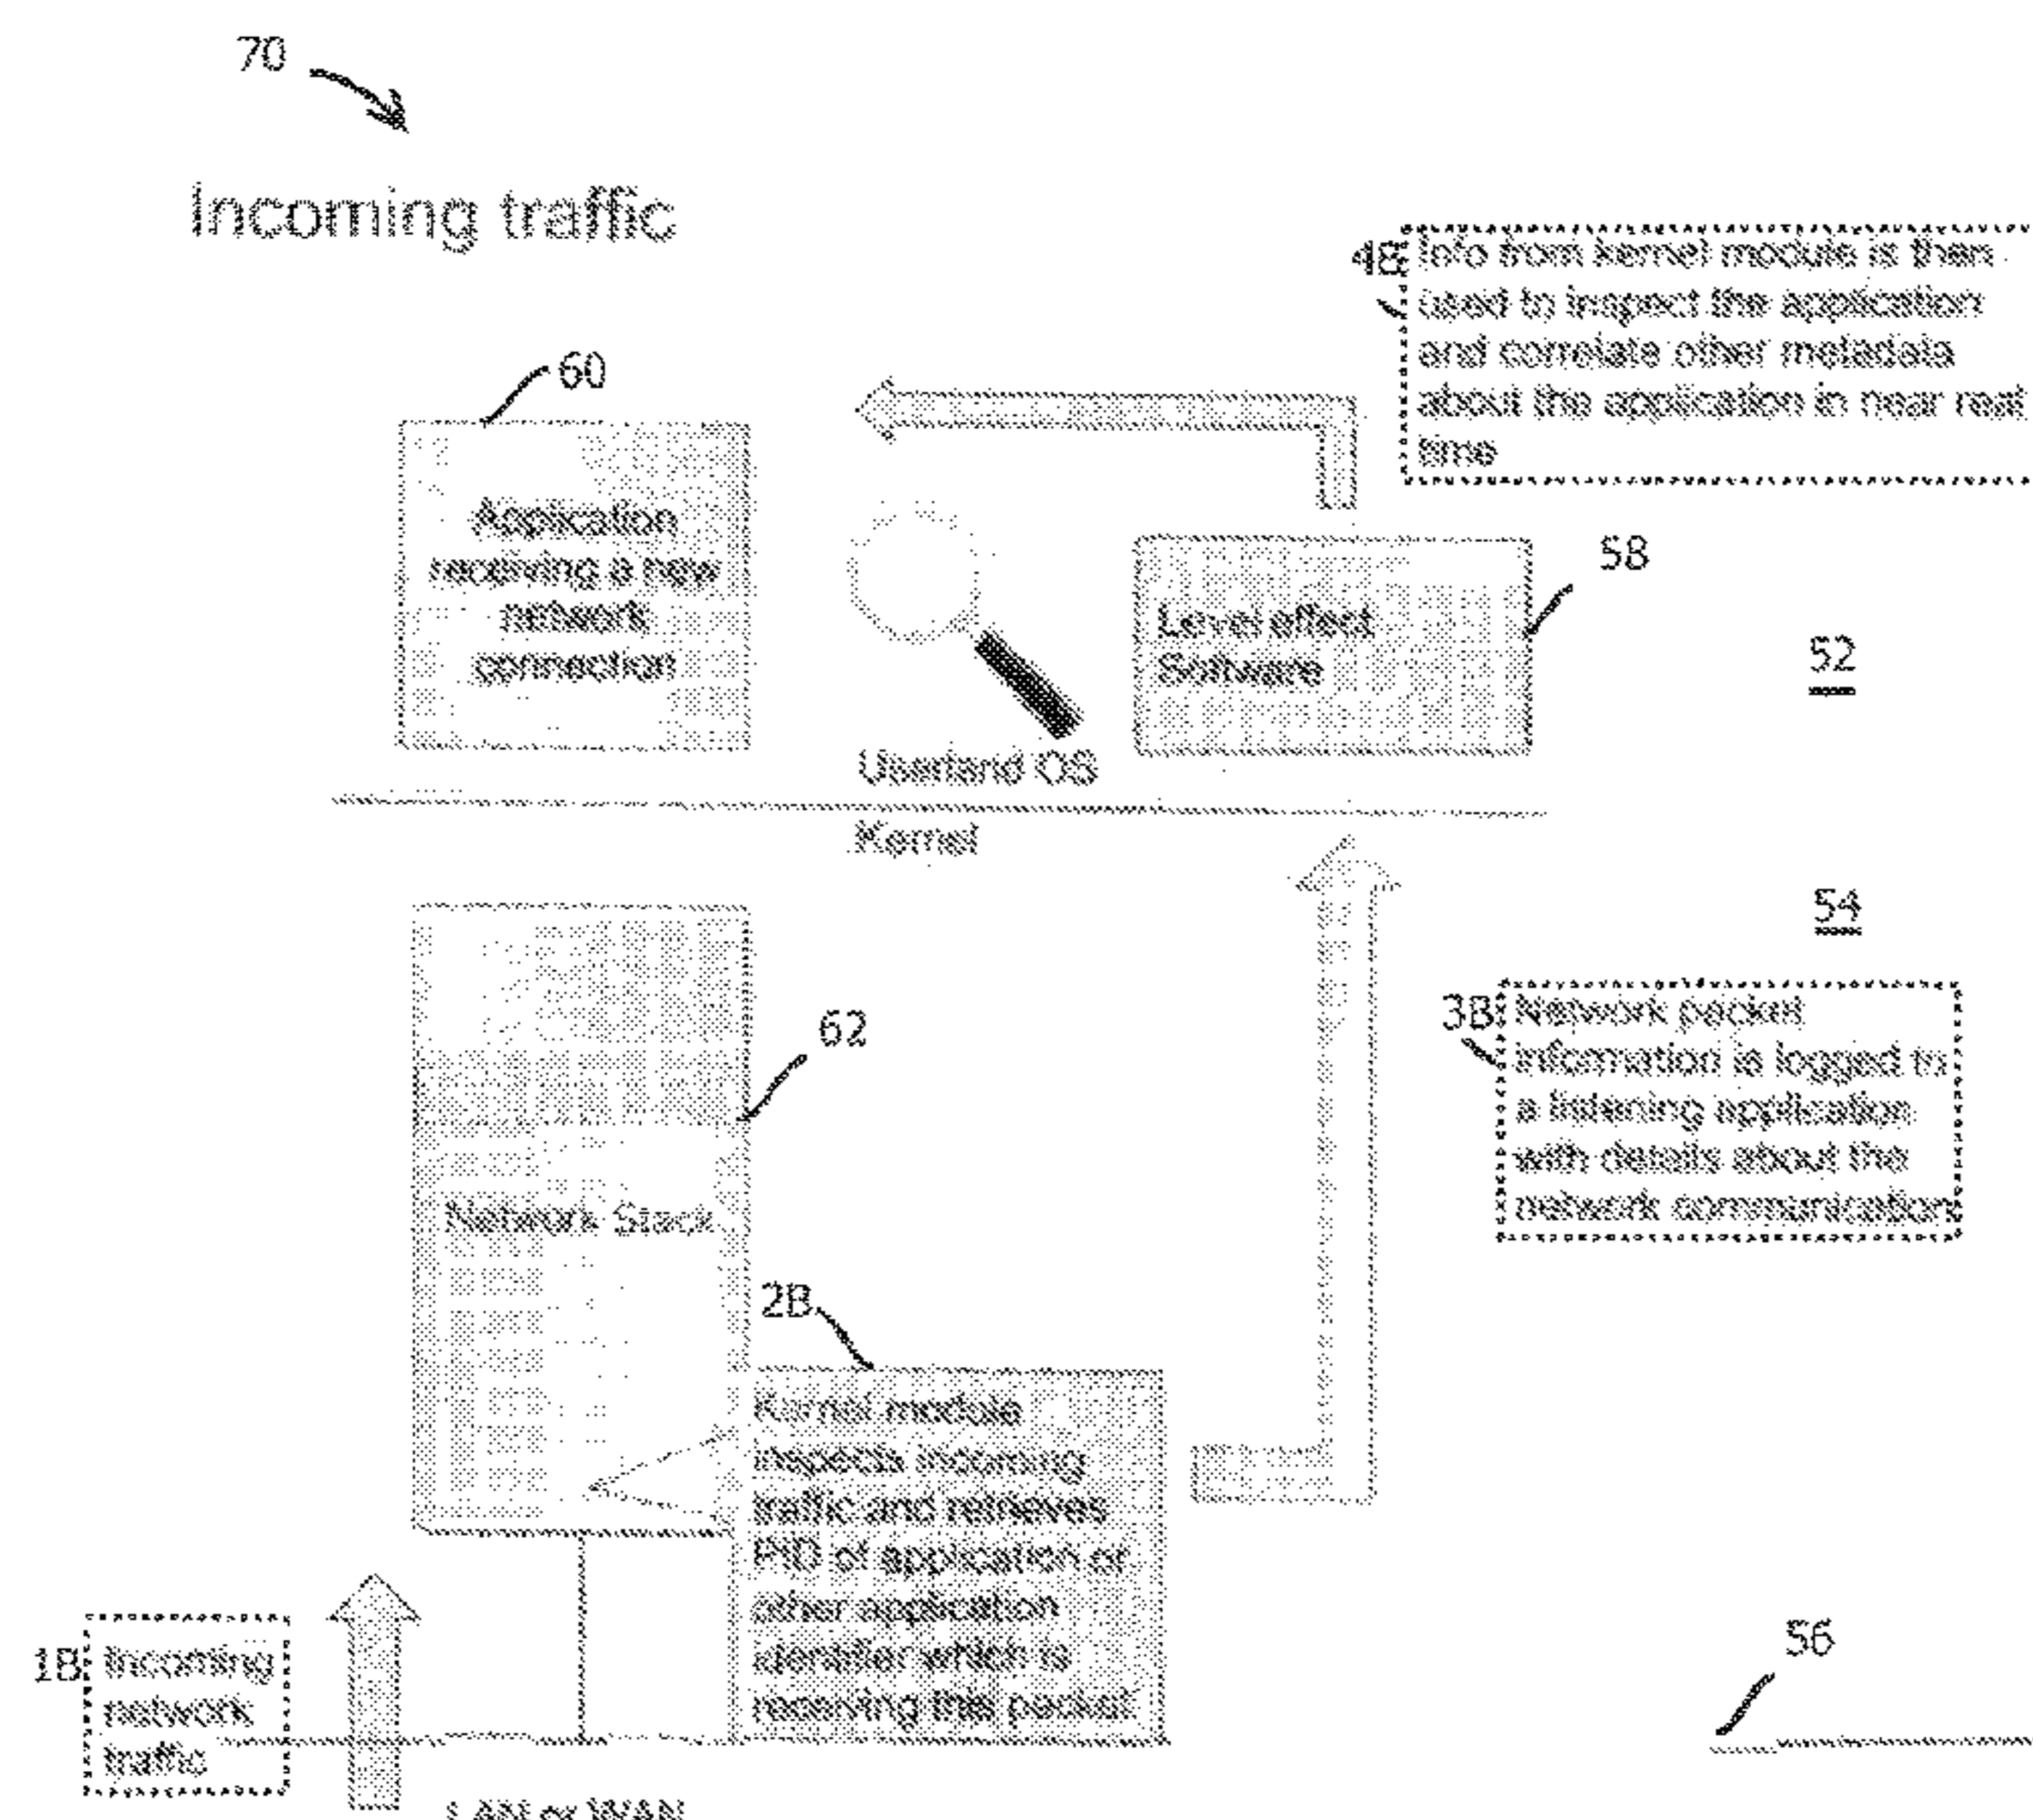 70
Incoming traffic
4B
Info from kernel module is then
used to inspect the application
and correlate other metadata
about the application in near real
time
60
Application
receiving a new
network
connection
Level effect
Software
58
52
Userland OS
Kernel
54
62
3B
Network packet
information is logged to
a listening application
with details about the
network communication
Network Stack
2B
Kernel module
inspects incoming
traffic and retrieves
PID of application or
other application
identifier which is
receiving this packet
1B
Incoming
network
traffic
56
LAN or WAN